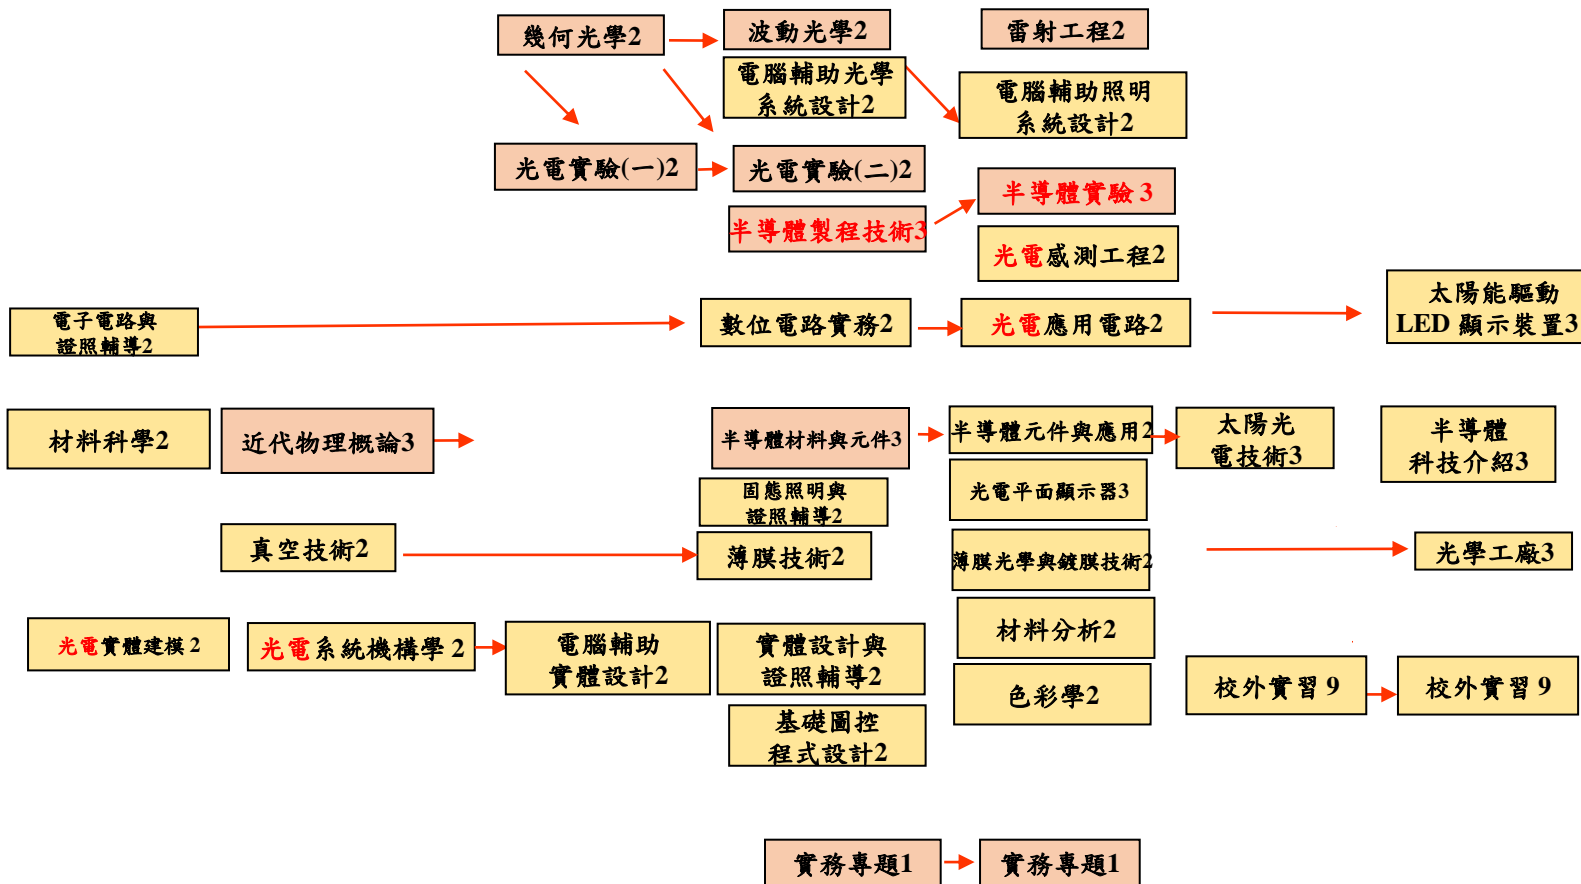 幾何光學2
波動光學2
雷射工程2
電腦輔助光學
系統設計2
電腦輔助照明
系統設計2
光電實驗(一)2
光電實驗(二)2
半導體實驗 3
半導體製程技術3
光電感測工程2
電子電路與
證照輔導2
數位電路實務2
光電應用電路2
太陽能驅動
LED 顯示裝置3
材料科學2
近代物理概論3
半導體材料與元件3
半導體元件與應用2
太陽光
電技術3
半導體
科技介紹3
固態照明與
證照輔導2
光電平面顯示器3
真空技術2
薄膜技術2
薄膜光學與鍍膜技術2
光學工廠3
光電實體建模 2
光電系統機構學 2
電腦輔助
實體設計2
實體設計與
證照輔導2
材料分析2
色彩學2
校外實習 9
校外實習 9
基礎圖控
程式設計2
實務專題1
實務專題1